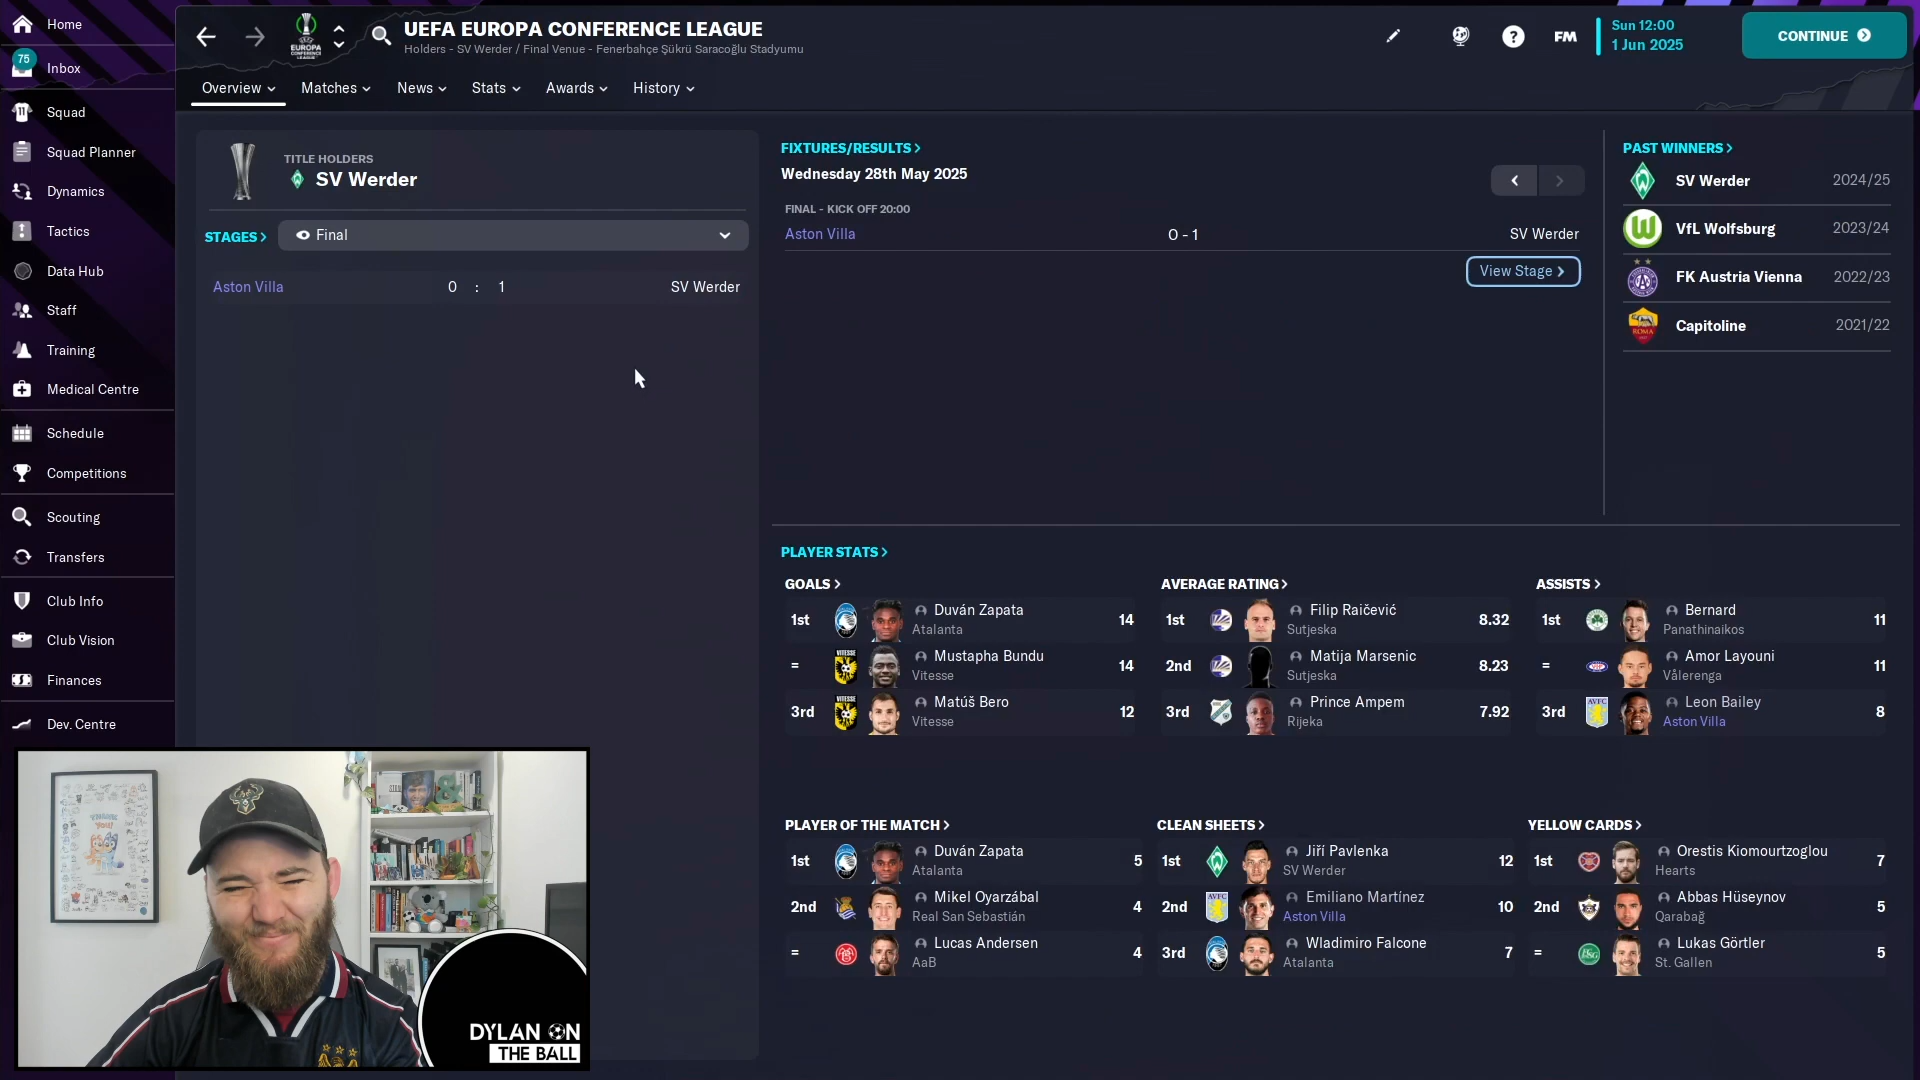 Home
75
Inbox
Squad
Squad Planner
Dynamics
Tactics
Data Hub
Staff
Training
Medical Centre
Schedule
Competitions
Scouting
Transfers
Club Info
Club Vision
Finances
Dev. Centre
EUROPA
CONFERENCE
LEAGUE
UEFA EUROPA CONFERENCE LEAGUE
Holders - SV Werder / Final Venue - Fenerbahçe Şükrü Saracoğlu Stadyumu
?
FM
Sun 12:00
1 Jun 2025
CONTINUE
Overview
Matches
News
Stats
Awards
History
TITLE HOLDERS
SV Werder
STAGES >
Final
Aston Villa 0 : 1 SV Werder
FIXTURES/RESULTS >
Wednesday 28th May 2025
FINAL - KICK OFF 20:00
Aston Villa 0 - 1 SV Werder
View Stage >
PAST WINNERS >
SV Werder 2024/25
VfL Wolfsburg 2023/24
FK Austria Vienna 2022/23
Capitoline 2021/22
PLAYER STATS >
GOALS >
1st Duván Zapata 14
Atalanta
= Mustapha Bundu 14
Vitesse
3rd Matúš Bero 12
Vitesse
AVERAGE RATING >
1st Filip Raičević 8.32
Sutjeska
2nd Matija Marsenic 8.23
Sutjeska
3rd Prince Ampem 7.92
Rijeka
ASSISTS >
1st Bernard 11
Panathinaikos
= Amor Layouni 11
Vålerenga
3rd Leon Bailey 8
Aston Villa
PLAYER OF THE MATCH >
1st Duván Zapata 5
Atalanta
2nd Mikel Oyarzábal 4
Real San Sebastián
= Lucas Andersen 4
AaB
CLEAN SHEETS >
1st Jiří Pavlenka 12
SV Werder
2nd Emiliano Martínez 10
Aston Villa
3rd Wladimiro Falcone 7
Atalanta
YELLOW CARDS >
1st Orestis Kiomourtzoglou 7
Hearts
2nd Abbas Hüseynov 5
Qarabağ
= Lukas Görtler 5
St. Gallen
THANK
YOU!
DYLAN ON
THE BALL